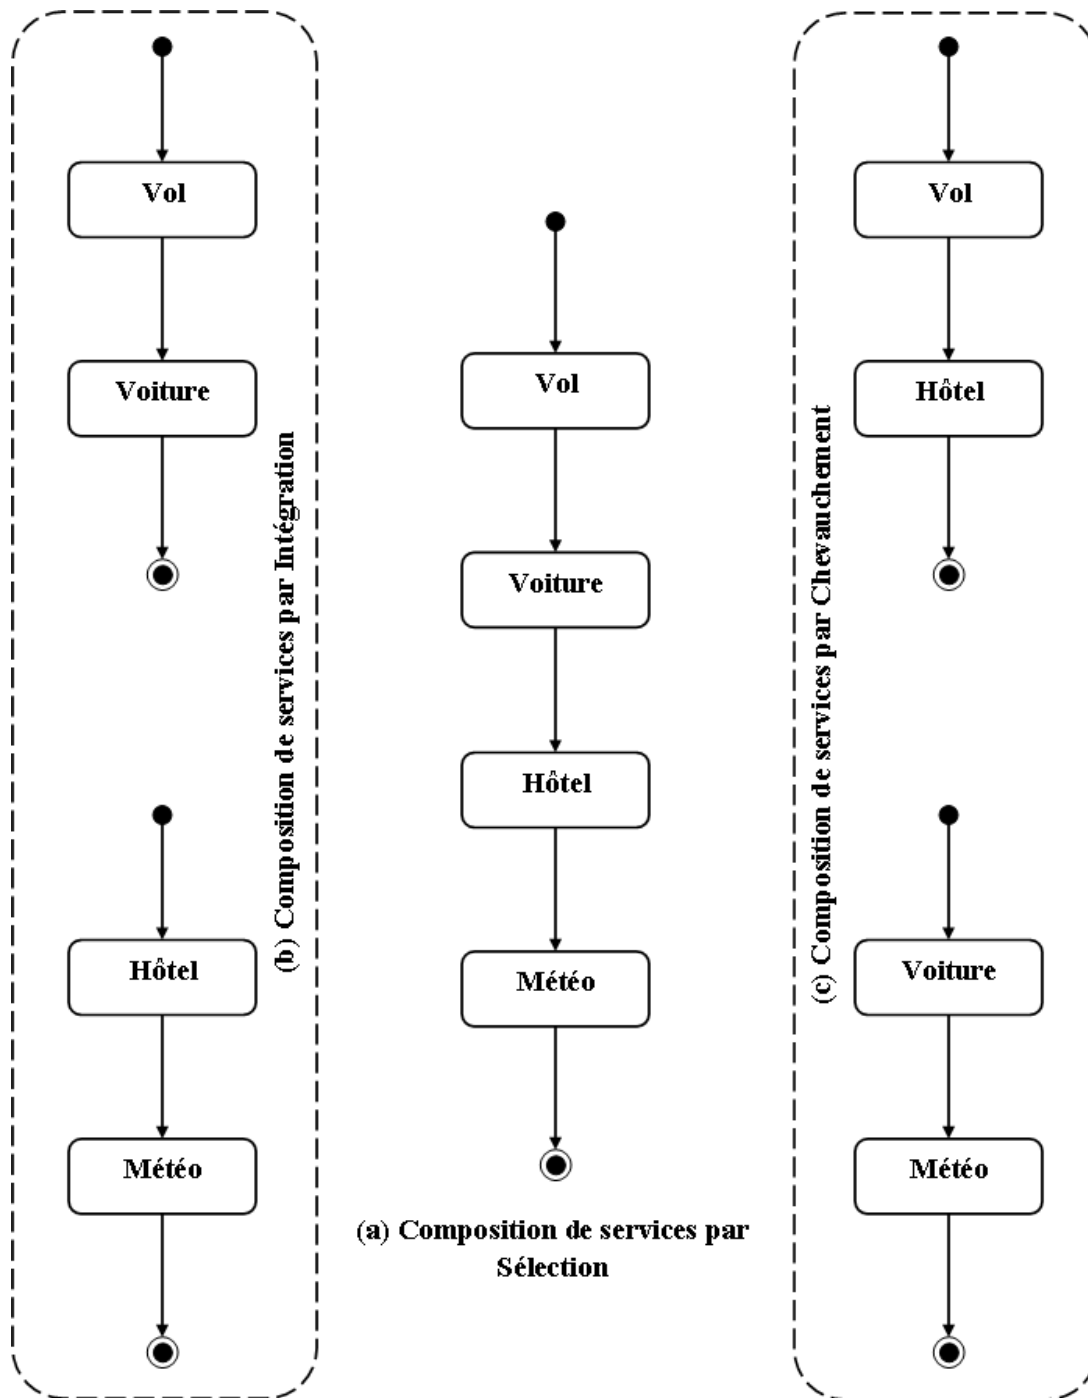 Vol
Voiture
Hôtel
Météo
(b) Composition de services par Intégration
Vol
Voiture
Hôtel
Météo
(a) Composition de services par
Sélection
Vol
Hôtel
Voiture
Météo
(c) Composition de services par Chevauchement